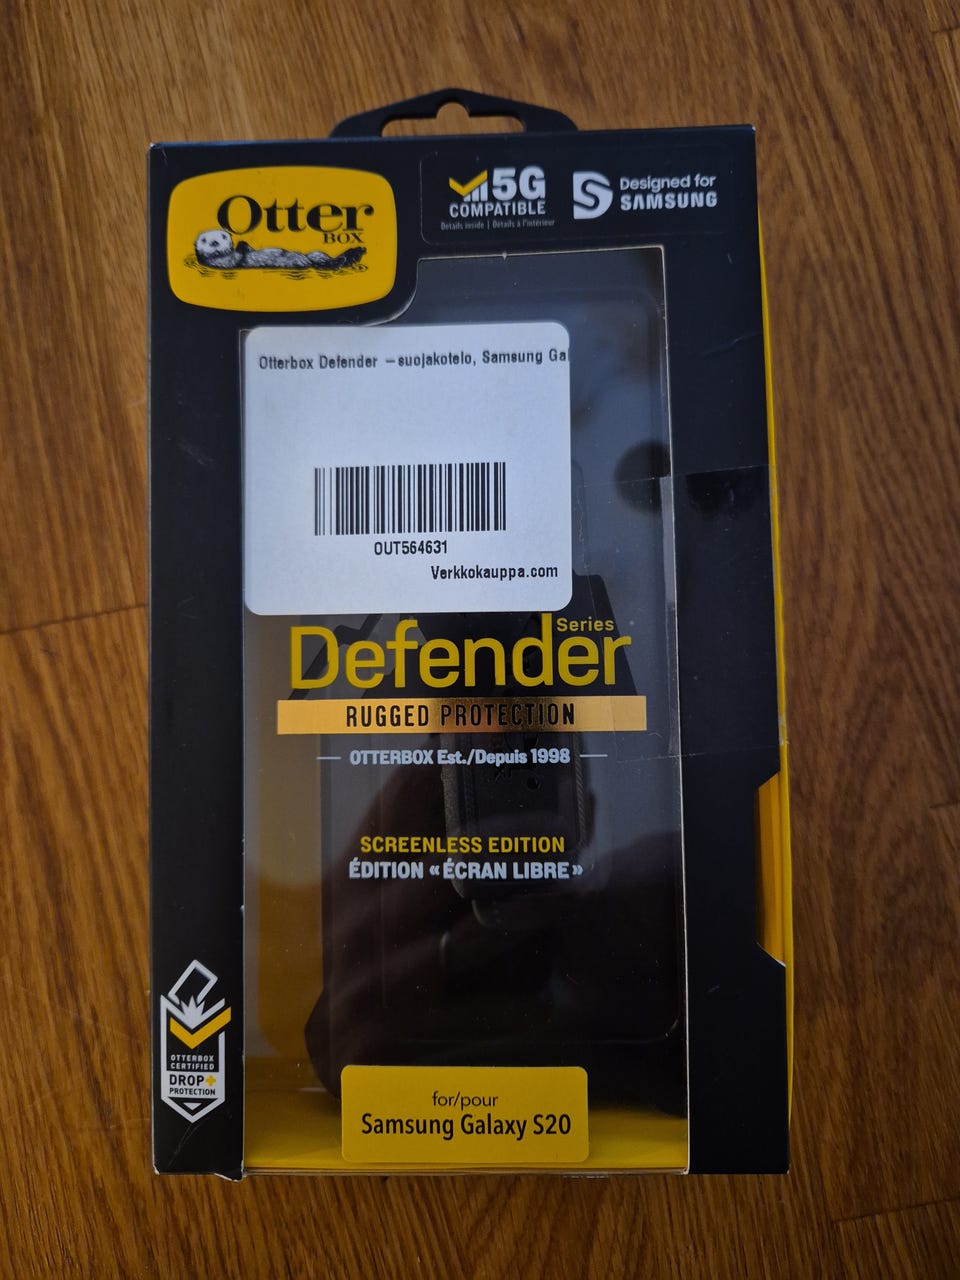 Otter
BOX
5G
COMPATIBLE
Details inside | Détails à l'intérieur
Designed for
SAMSUNG
Otterbox Defender –suojakotelo, Samsung Ga
OUT564631
Verkkokauppa.com
Defender Series
RUGGED PROTECTION
OTTERBOX Est./Depuis 1998
SCREENLESS EDITION
ÉDITION « ÉCRAN LIBRE »
OTTERBOX
CERTIFIED
DROP+
PROTECTION
for/pour
Samsung Galaxy S20